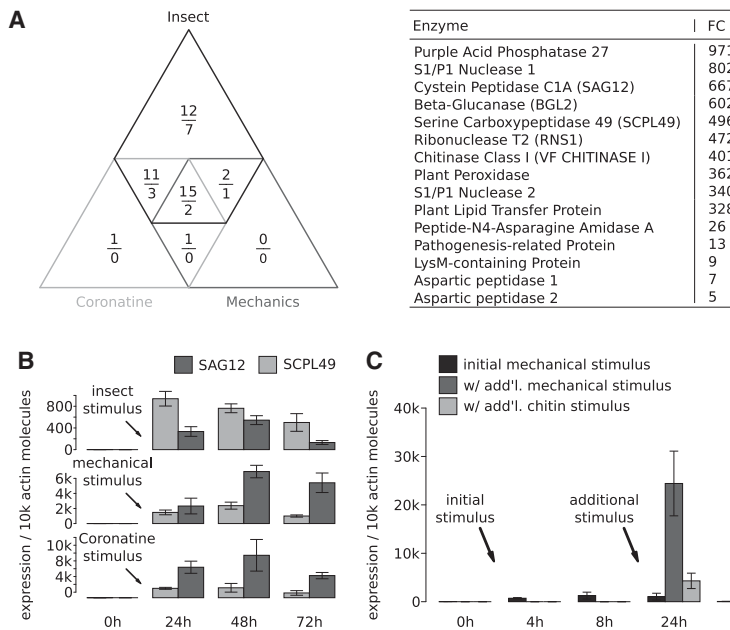 A
Insect
12
7
11
3
2
1
15
2
1
0
1
0
0
0
Coronatine
Mechanics
Enzyme | FC
Purple Acid Phosphatase 27 971
S1/P1 Nuclease 1 802
Cystein Peptidase C1A (SAG12) 667
Beta-Glucanase (BGL2) 602
Serine Carboxypeptidase 49 (SCPL49) 496
Ribonuclease T2 (RNS1) 472
Chitinase Class I (VF CHITINASE I) 401
Plant Peroxidase 362
S1/P1 Nuclease 2 340
Plant Lipid Transfer Protein 328
Peptide-N4-Asparagine Amidase A 26
Pathogenesis-related Protein 13
LysM-containing Protein 9
Aspartic peptidase 1 7
Aspartic peptidase 2 5
B
SAG12 SCPL49
expression / 10k actin molecules
insect
stimulus
800
400
0
mechanical
stimulus
6k
4k
2k
0
Coronatine
stimulus
10k
8k
4k
0
0h 24h 48h 72h
C
initial mechanical stimulus
w/ add'l. mechanical stimulus
w/ add'l. chitin stimulus
expression / 10k actin molecules
40k
30k
20k
10k
0
initial
stimulus
additional
stimulus
0h 4h 8h 24h